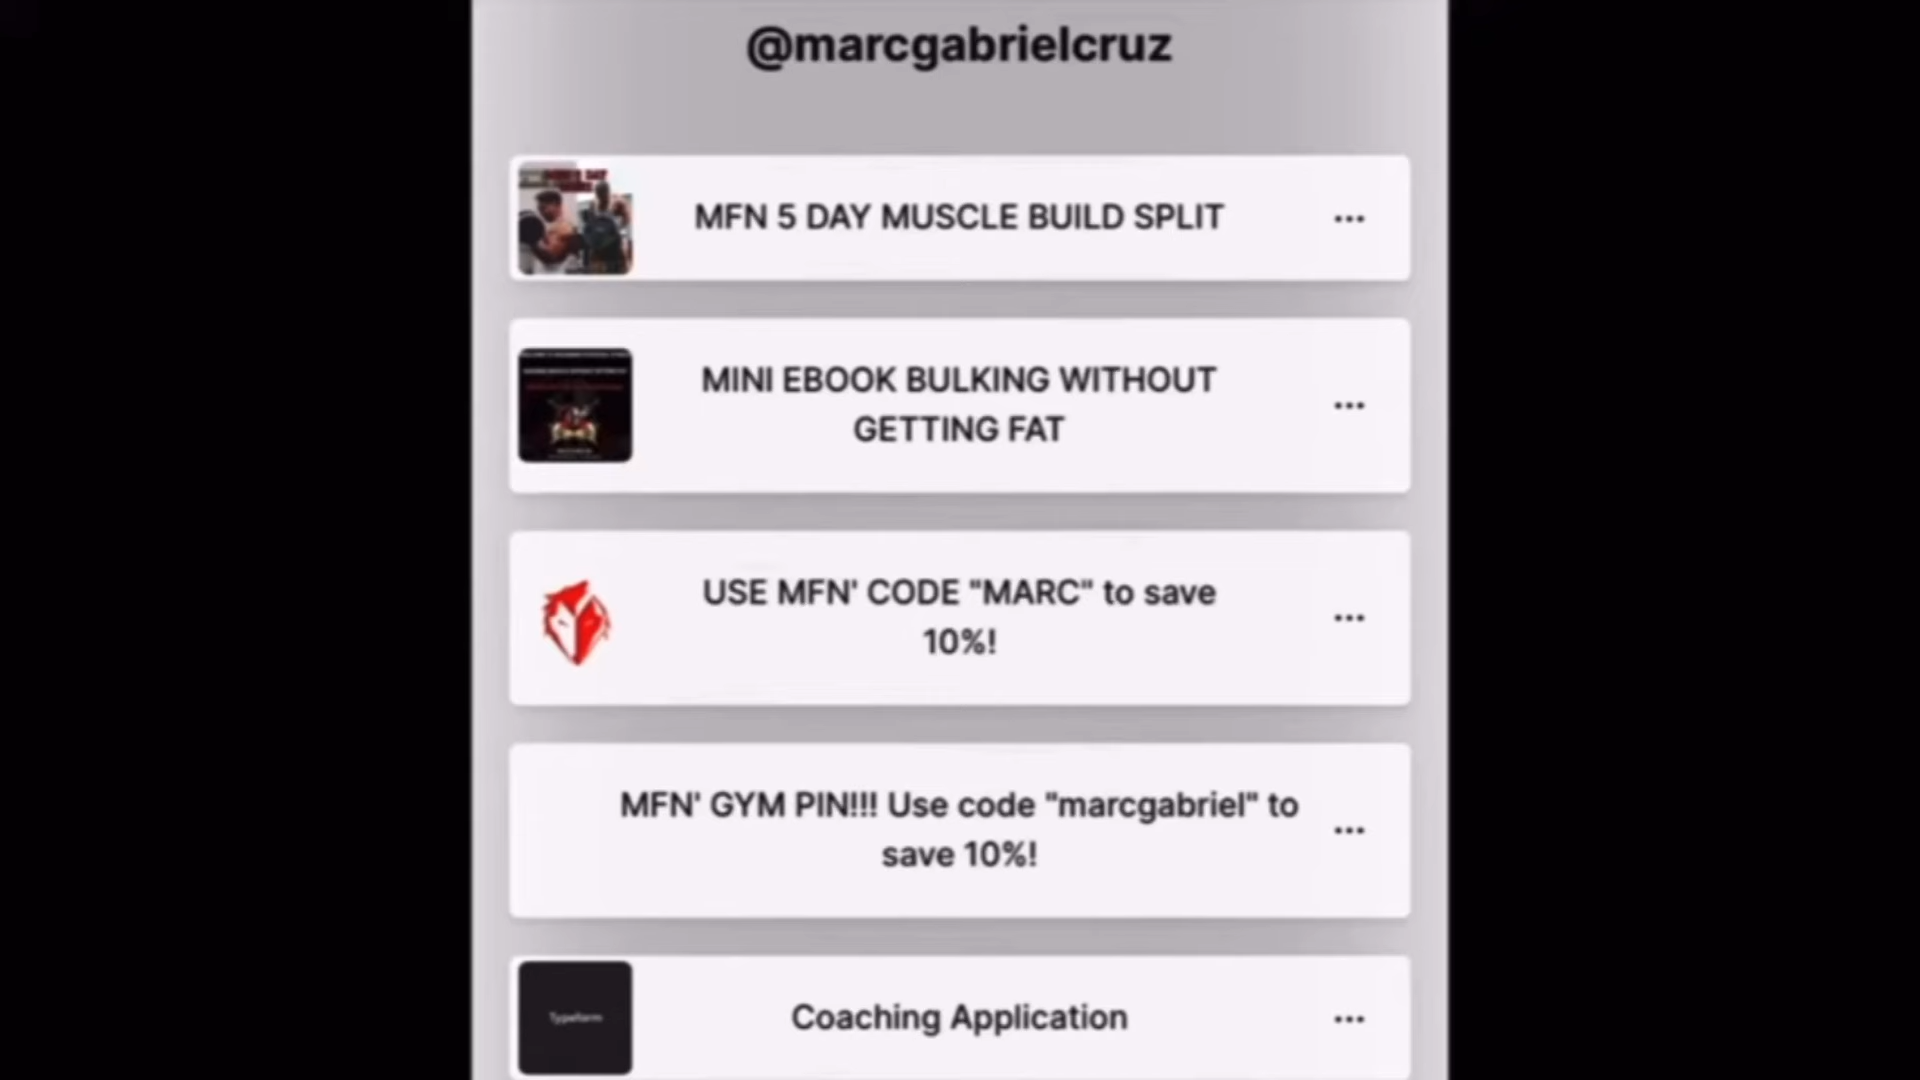 @marcgabrielcruz
MFN 5 DAY MUSCLE BUILD SPLIT
MINI EBOOK BULKING WITHOUT
GETTING FAT
USE MFN' CODE "MARC" to save
10%!
MFN' GYM PIN!!! Use code "marcgabriel" to
save 10%!
Typeform
Coaching Application